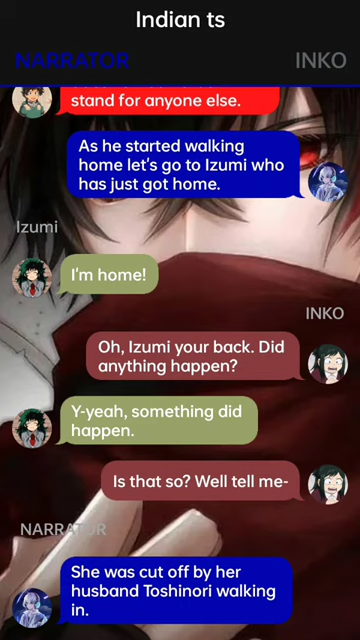 Indian ts
NARRATOR
INKO
stand for anyone else.
As he started walking
home let's go to Izumi who
has just got home.
Izumi
I'm home!
INKO
Oh, Izumi your back. Did
anything happen?
Y-yeah, something did
happen.
Is that so? Well tell me-
NARRATOR
She was cut off by her
husband Toshinori walking
in.